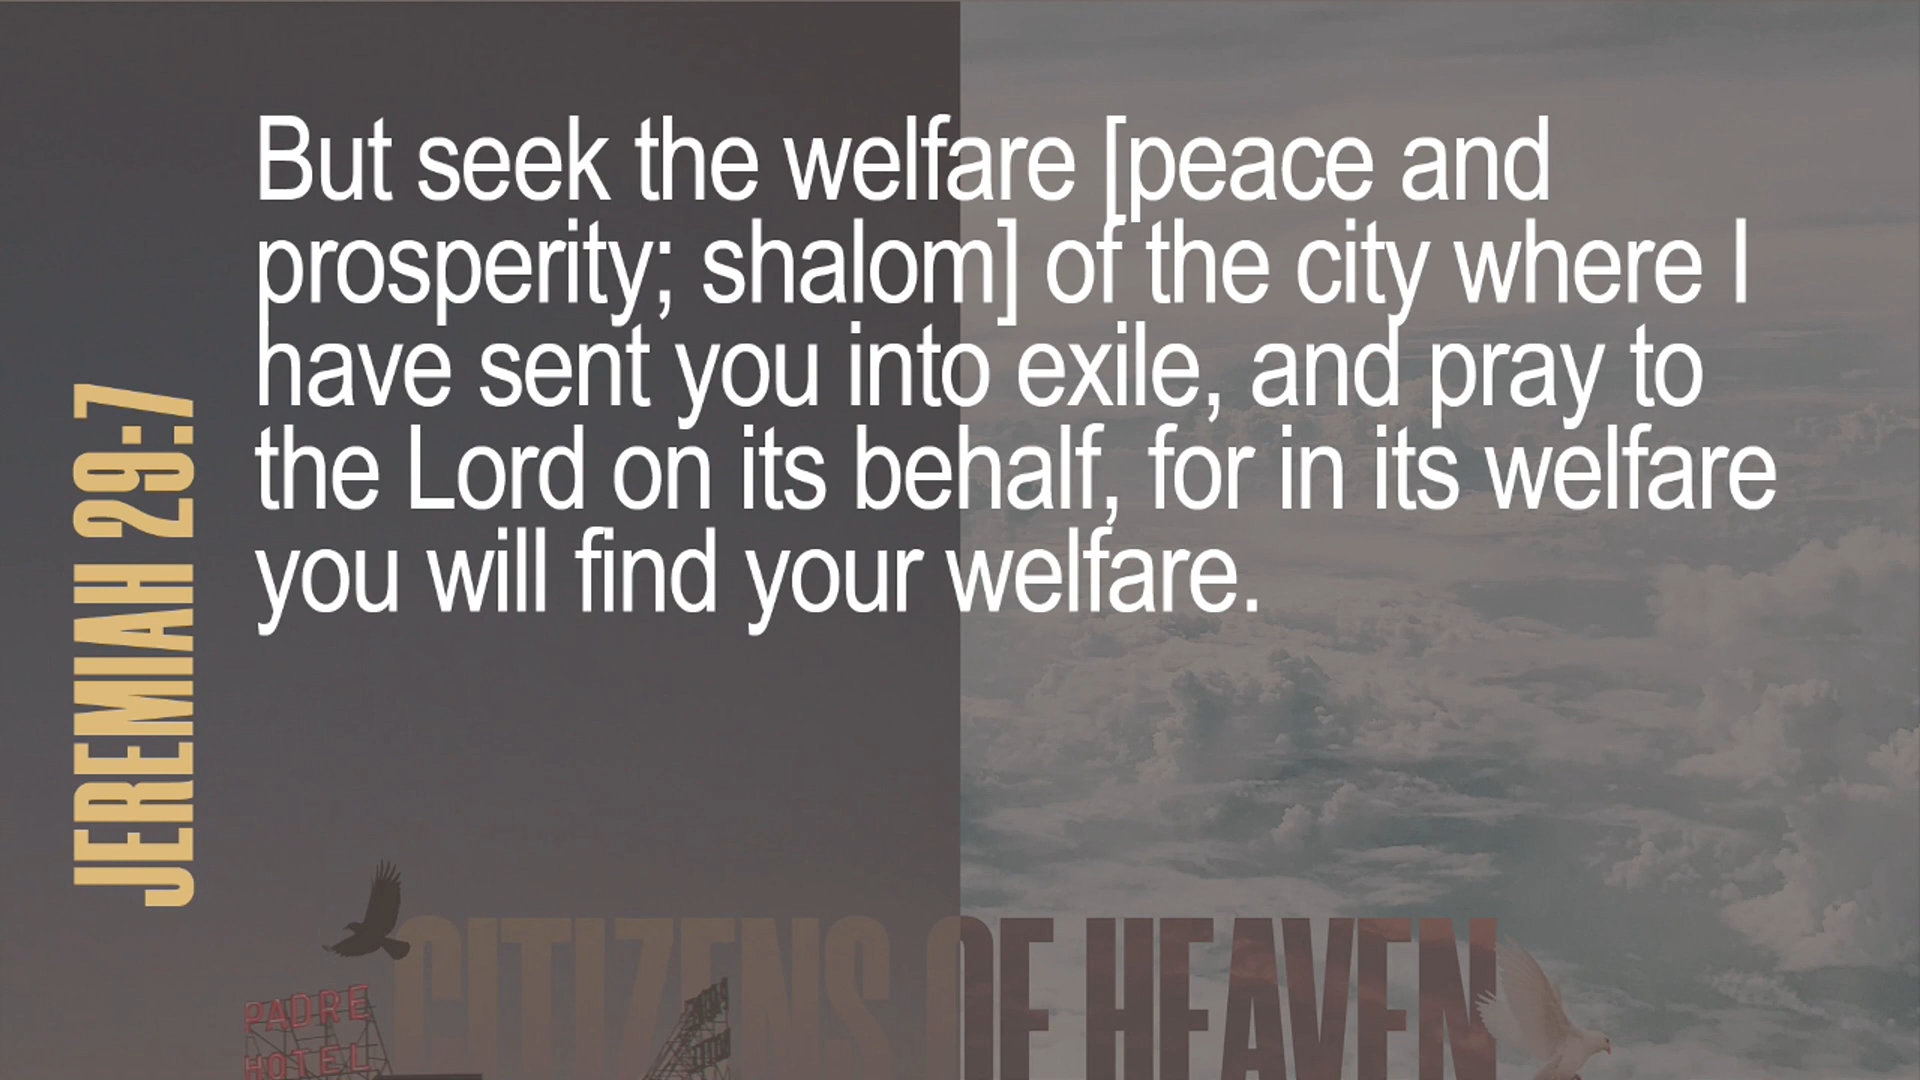 But seek the welfare [peace and
prosperity; shalom] of the city where I
have sent you into exile, and pray to
the Lord on its behalf, for in its welfare
you will find your welfare.
JEREMIAH 29:7
CITIZENS OF HEAVEN
PADRE
HOTEL